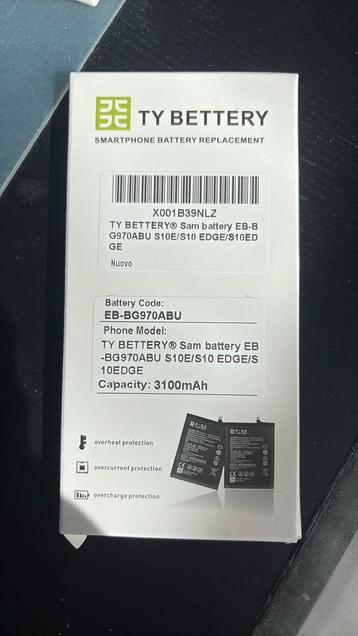 TY BETTERY
SMARTPHONE BATTERY REPLACEMENT
X001B39NLZ
TY BETTERY® Sam battery EB-B
G970ABU S10E/S10 EDGE/S10ED
GE
Nuovo
Battery Code:
EB-BG970ABU
Phone Model:
TY BETTERY® Sam battery EB
-BG970ABU S10E/S10 EDGE/S
10EDGE
Capacity: 3100mAh
overheat protection
overcurrent protection
overcharge protection